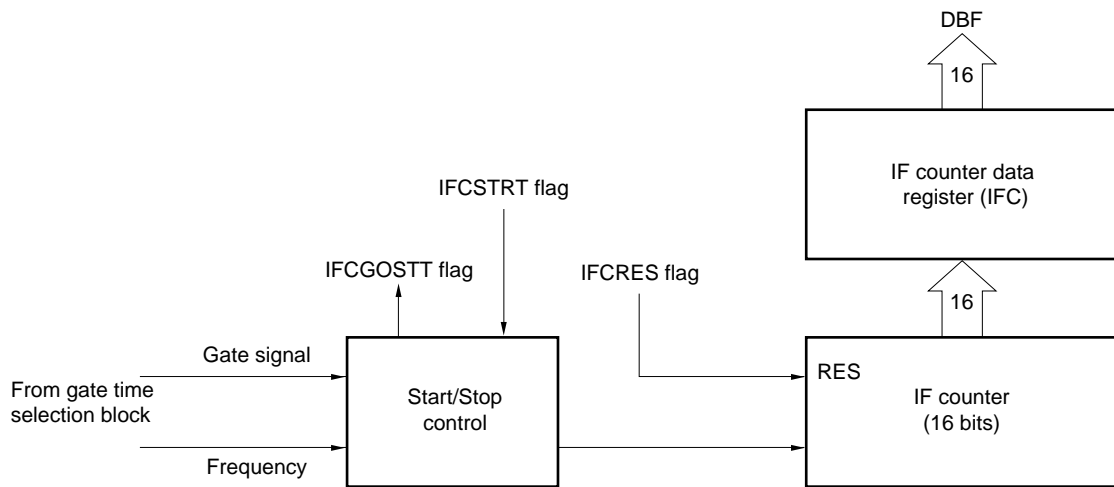 DBF
16
IF counter data
register (IFC)
IFCSTRT flag
IFCGOSTT flag
IFCRES flag
16
Gate signal
From gate time
selection block
Frequency
Start/Stop
control
RES
IF counter
(16 bits)